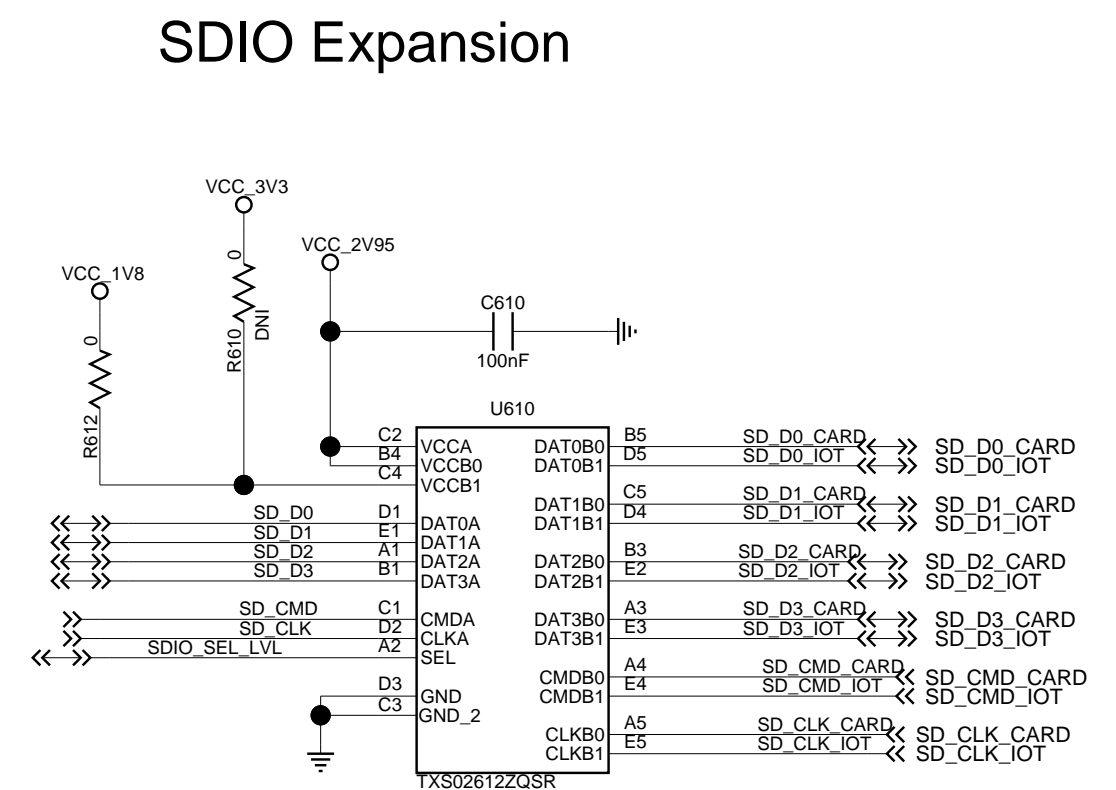 SDIO Expansion
VCC_3V3
0
R610
DNI
VCC_2V95
VCC_1V8
0
R612
C610
100nF
U610
C2 VCCA DAT0B0 B5 SD_D0_CARD SD_D0_CARD
B4 VCCB0 DAT0B1 D5 SD_D0_IOT SD_D0_IOT
C4 VCCB1
DAT1B0 C5 SD_D1_CARD SD_D1_CARD
SD_D0 D1 DAT0A DAT1B1 D4 SD_D1_IOT SD_D1_IOT
SD_D1 E1 DAT1A
SD_D2 A1 DAT2A DAT2B0 B3 SD_D2_CARD SD_D2_CARD
SD_D3 B1 DAT3A DAT2B1 E2 SD_D2_IOT SD_D2_IOT
SD_CMD C1 CMDA DAT3B0 A3 SD_D3_CARD SD_D3_CARD
SD_CLK D2 CLKA DAT3B1 E3 SD_D3_IOT SD_D3_IOT
SDIO_SEL_LVL A2 SEL
CMDB0 A4 SD_CMD_CARD SD_CMD_CARD
D3 GND CMDB1 E4 SD_CMD_IOT SD_CMD_IOT
C3 GND_2
CLKB0 A5 SD_CLK_CARD SD_CLK_CARD
CLKB1 E5 SD_CLK_IOT SD_CLK_IOT
TXS02612ZQSR